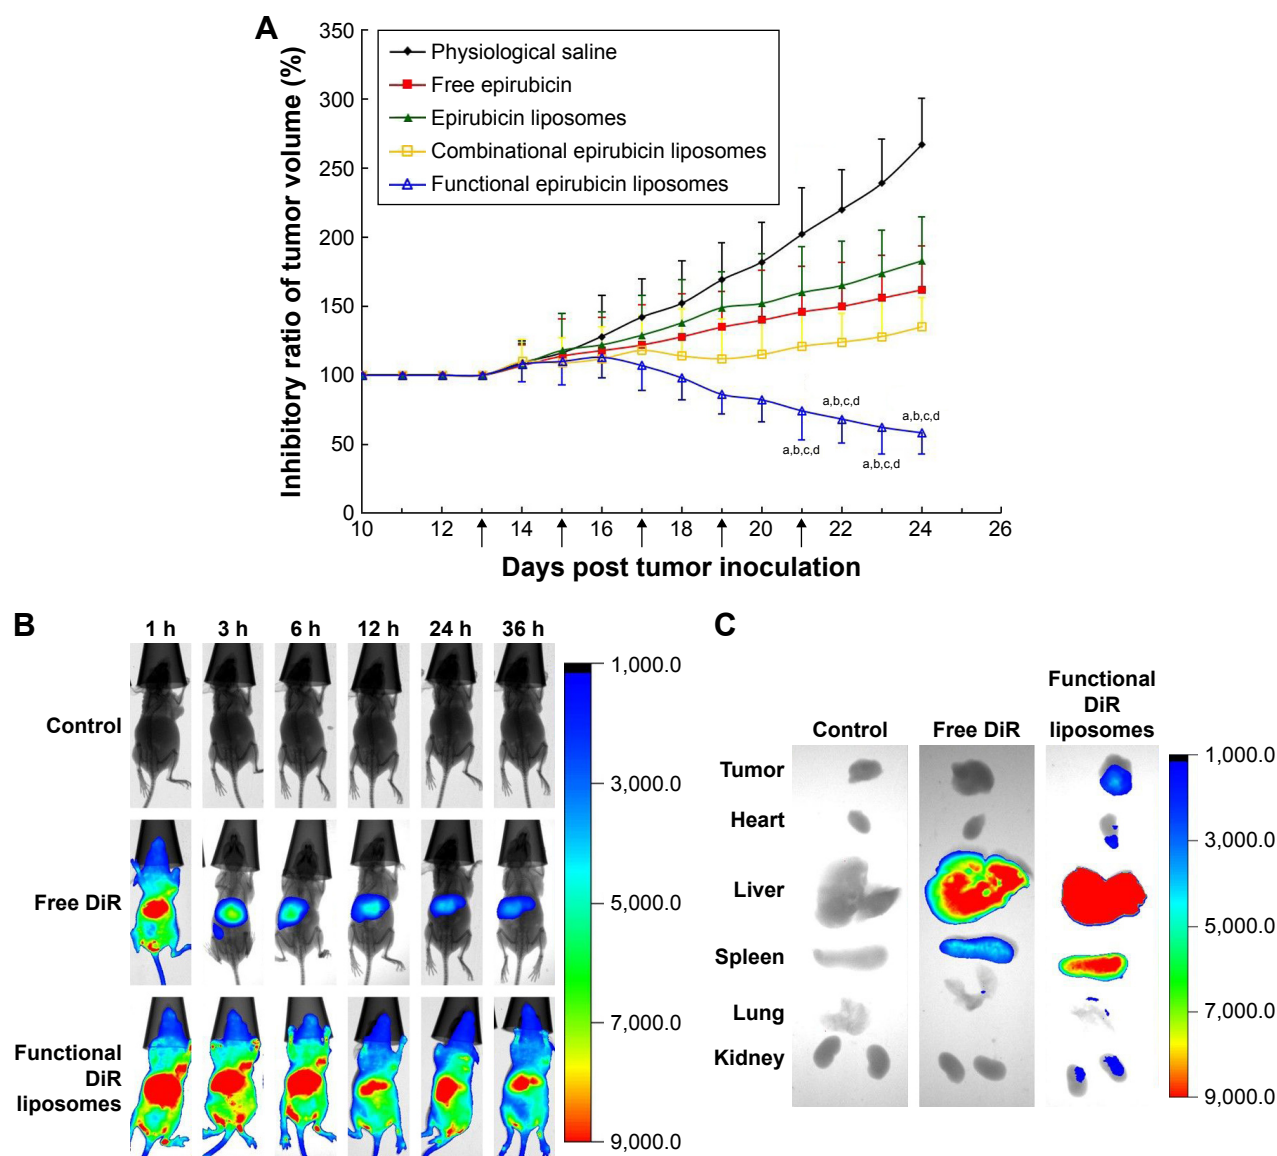 A
Inhibitory ratio of tumor volume (%)
350
300
250
200
150
100
50
0
Physiological saline
Free epirubicin
Epirubicin liposomes
Combinational epirubicin liposomes
Functional epirubicin liposomes
a,b,c,d
a,b,c,d
a,b,c,d
a,b,c,d
10 12 14 16 18 20 22 24 26
Days post tumor inoculation
B
1 h 3 h 6 h 12 h 24 h 36 h
Control
Free DiR
Functional
DiR
liposomes
1,000.0
3,000.0
5,000.0
7,000.0
9,000.0
C
Control Free DiR Functional
DiR
liposomes
Tumor
Heart
Liver
Spleen
Lung
Kidney
1,000.0
3,000.0
5,000.0
7,000.0
9,000.0